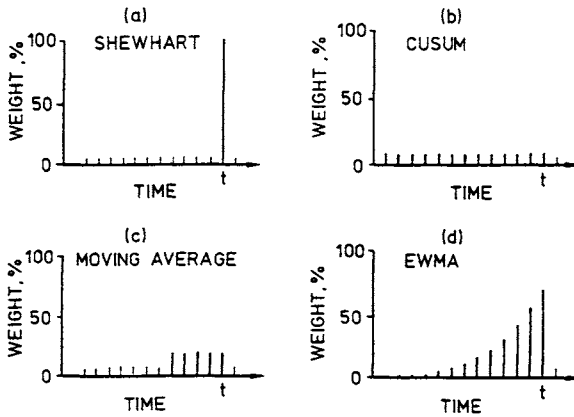 (a)
SHEWHART
100
50
0
WEIGHT, %
TIME
t
(b)
CUSUM
100
50
0
WEIGHT, %
TIME
t
(c)
MOVING AVERAGE
100
50
0
WEIGHT, %
TIME
t
(d)
EWMA
100
50
0
WEIGHT, %
TIME
t